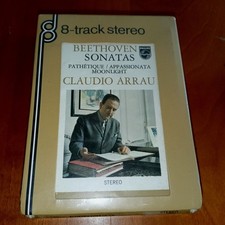 8-track stereo
BEETHOVEN
SONATAS
PATHÉTIQUE / APPASSIONATA
MOONLIGHT
CLAUDIO ARRAU
STEREO